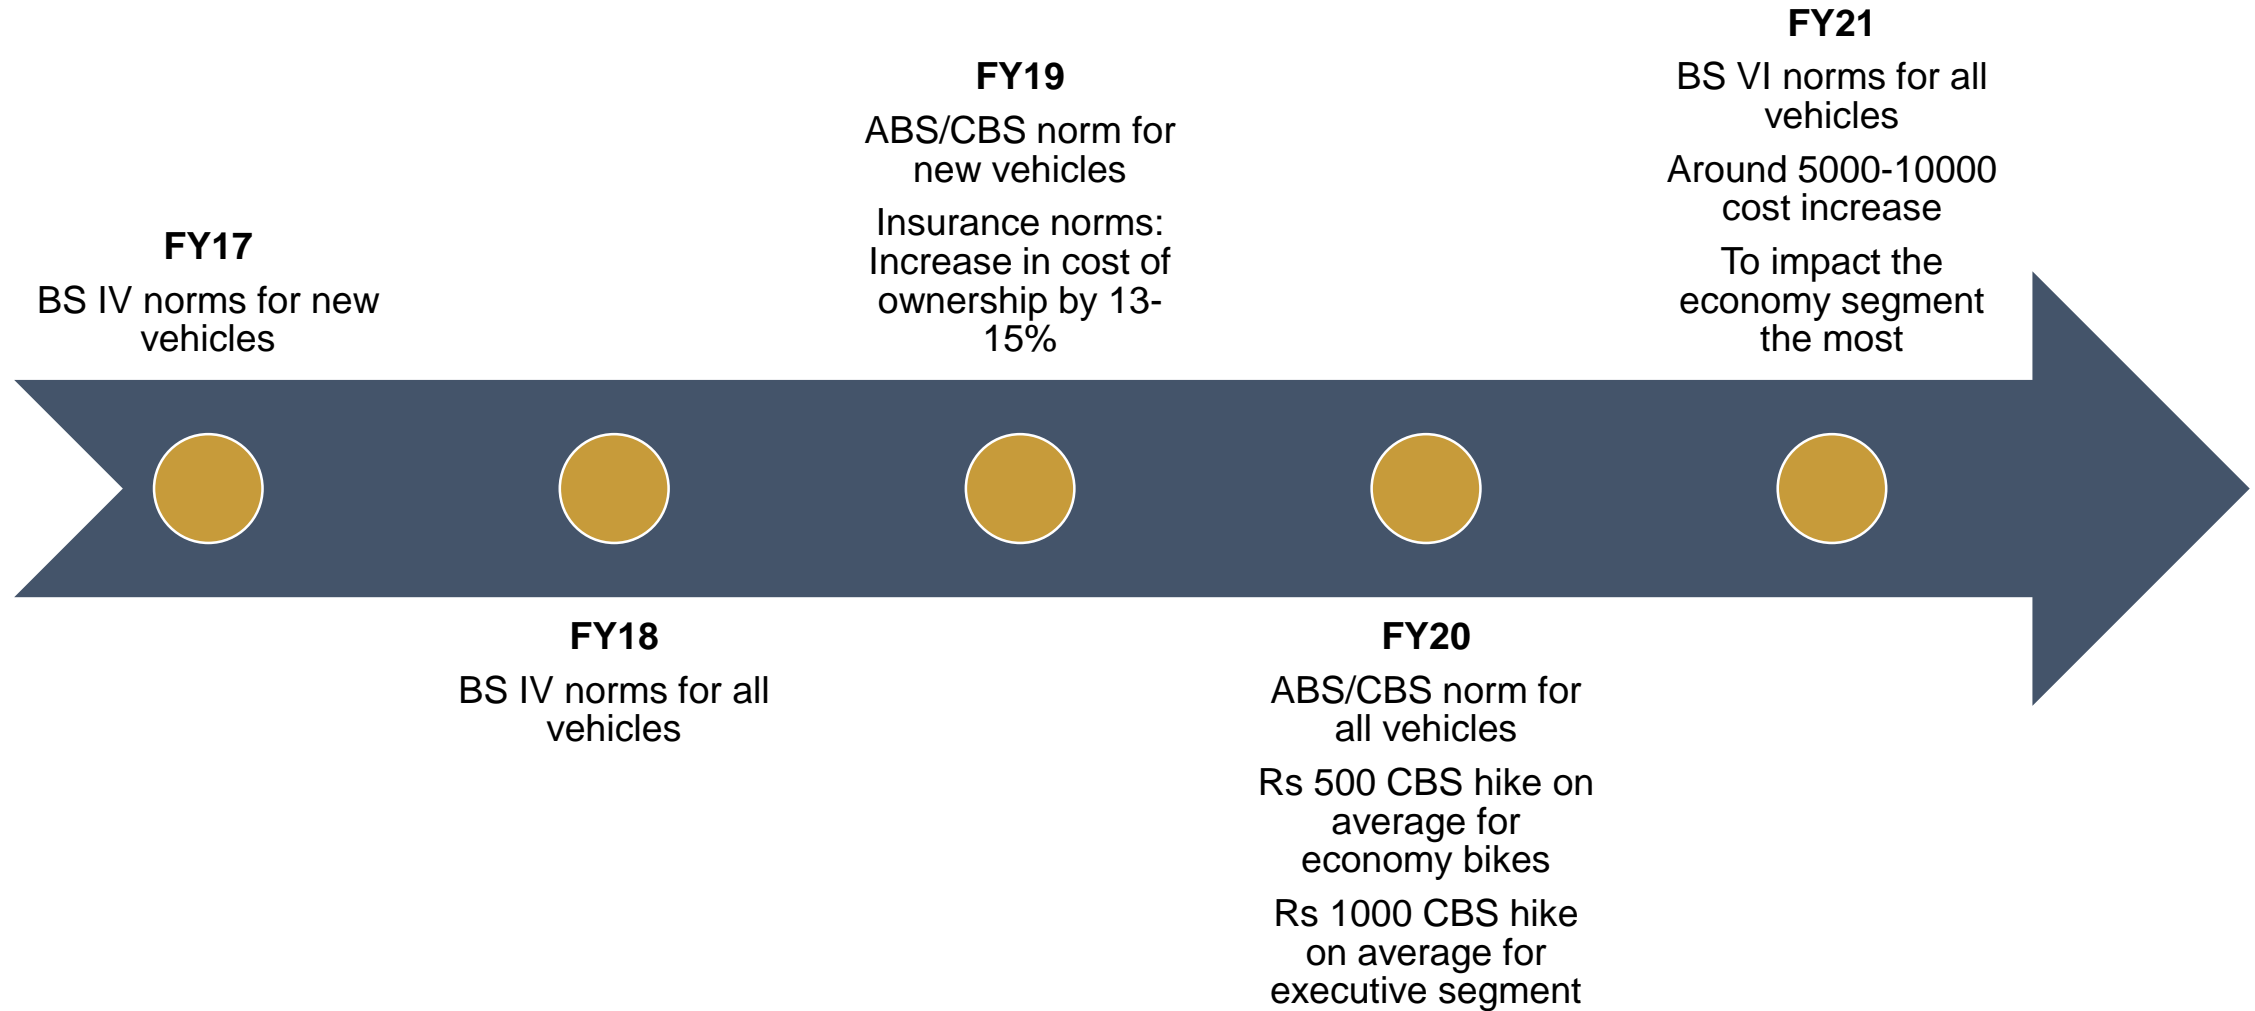 FY17
BS IV norms for new
vehicles
FY18
BS IV norms for all
vehicles
FY19
ABS/CBS norm for
new vehicles
Insurance norms:
Increase in cost of
ownership by 13-
15%
FY20
ABS/CBS norm for
all vehicles
Rs 500 CBS hike on
average for
economy bikes
Rs 1000 CBS hike
on average for
executive segment
FY21
BS VI norms for all
vehicles
Around 5000-10000
cost increase
To impact the
economy segment
the most